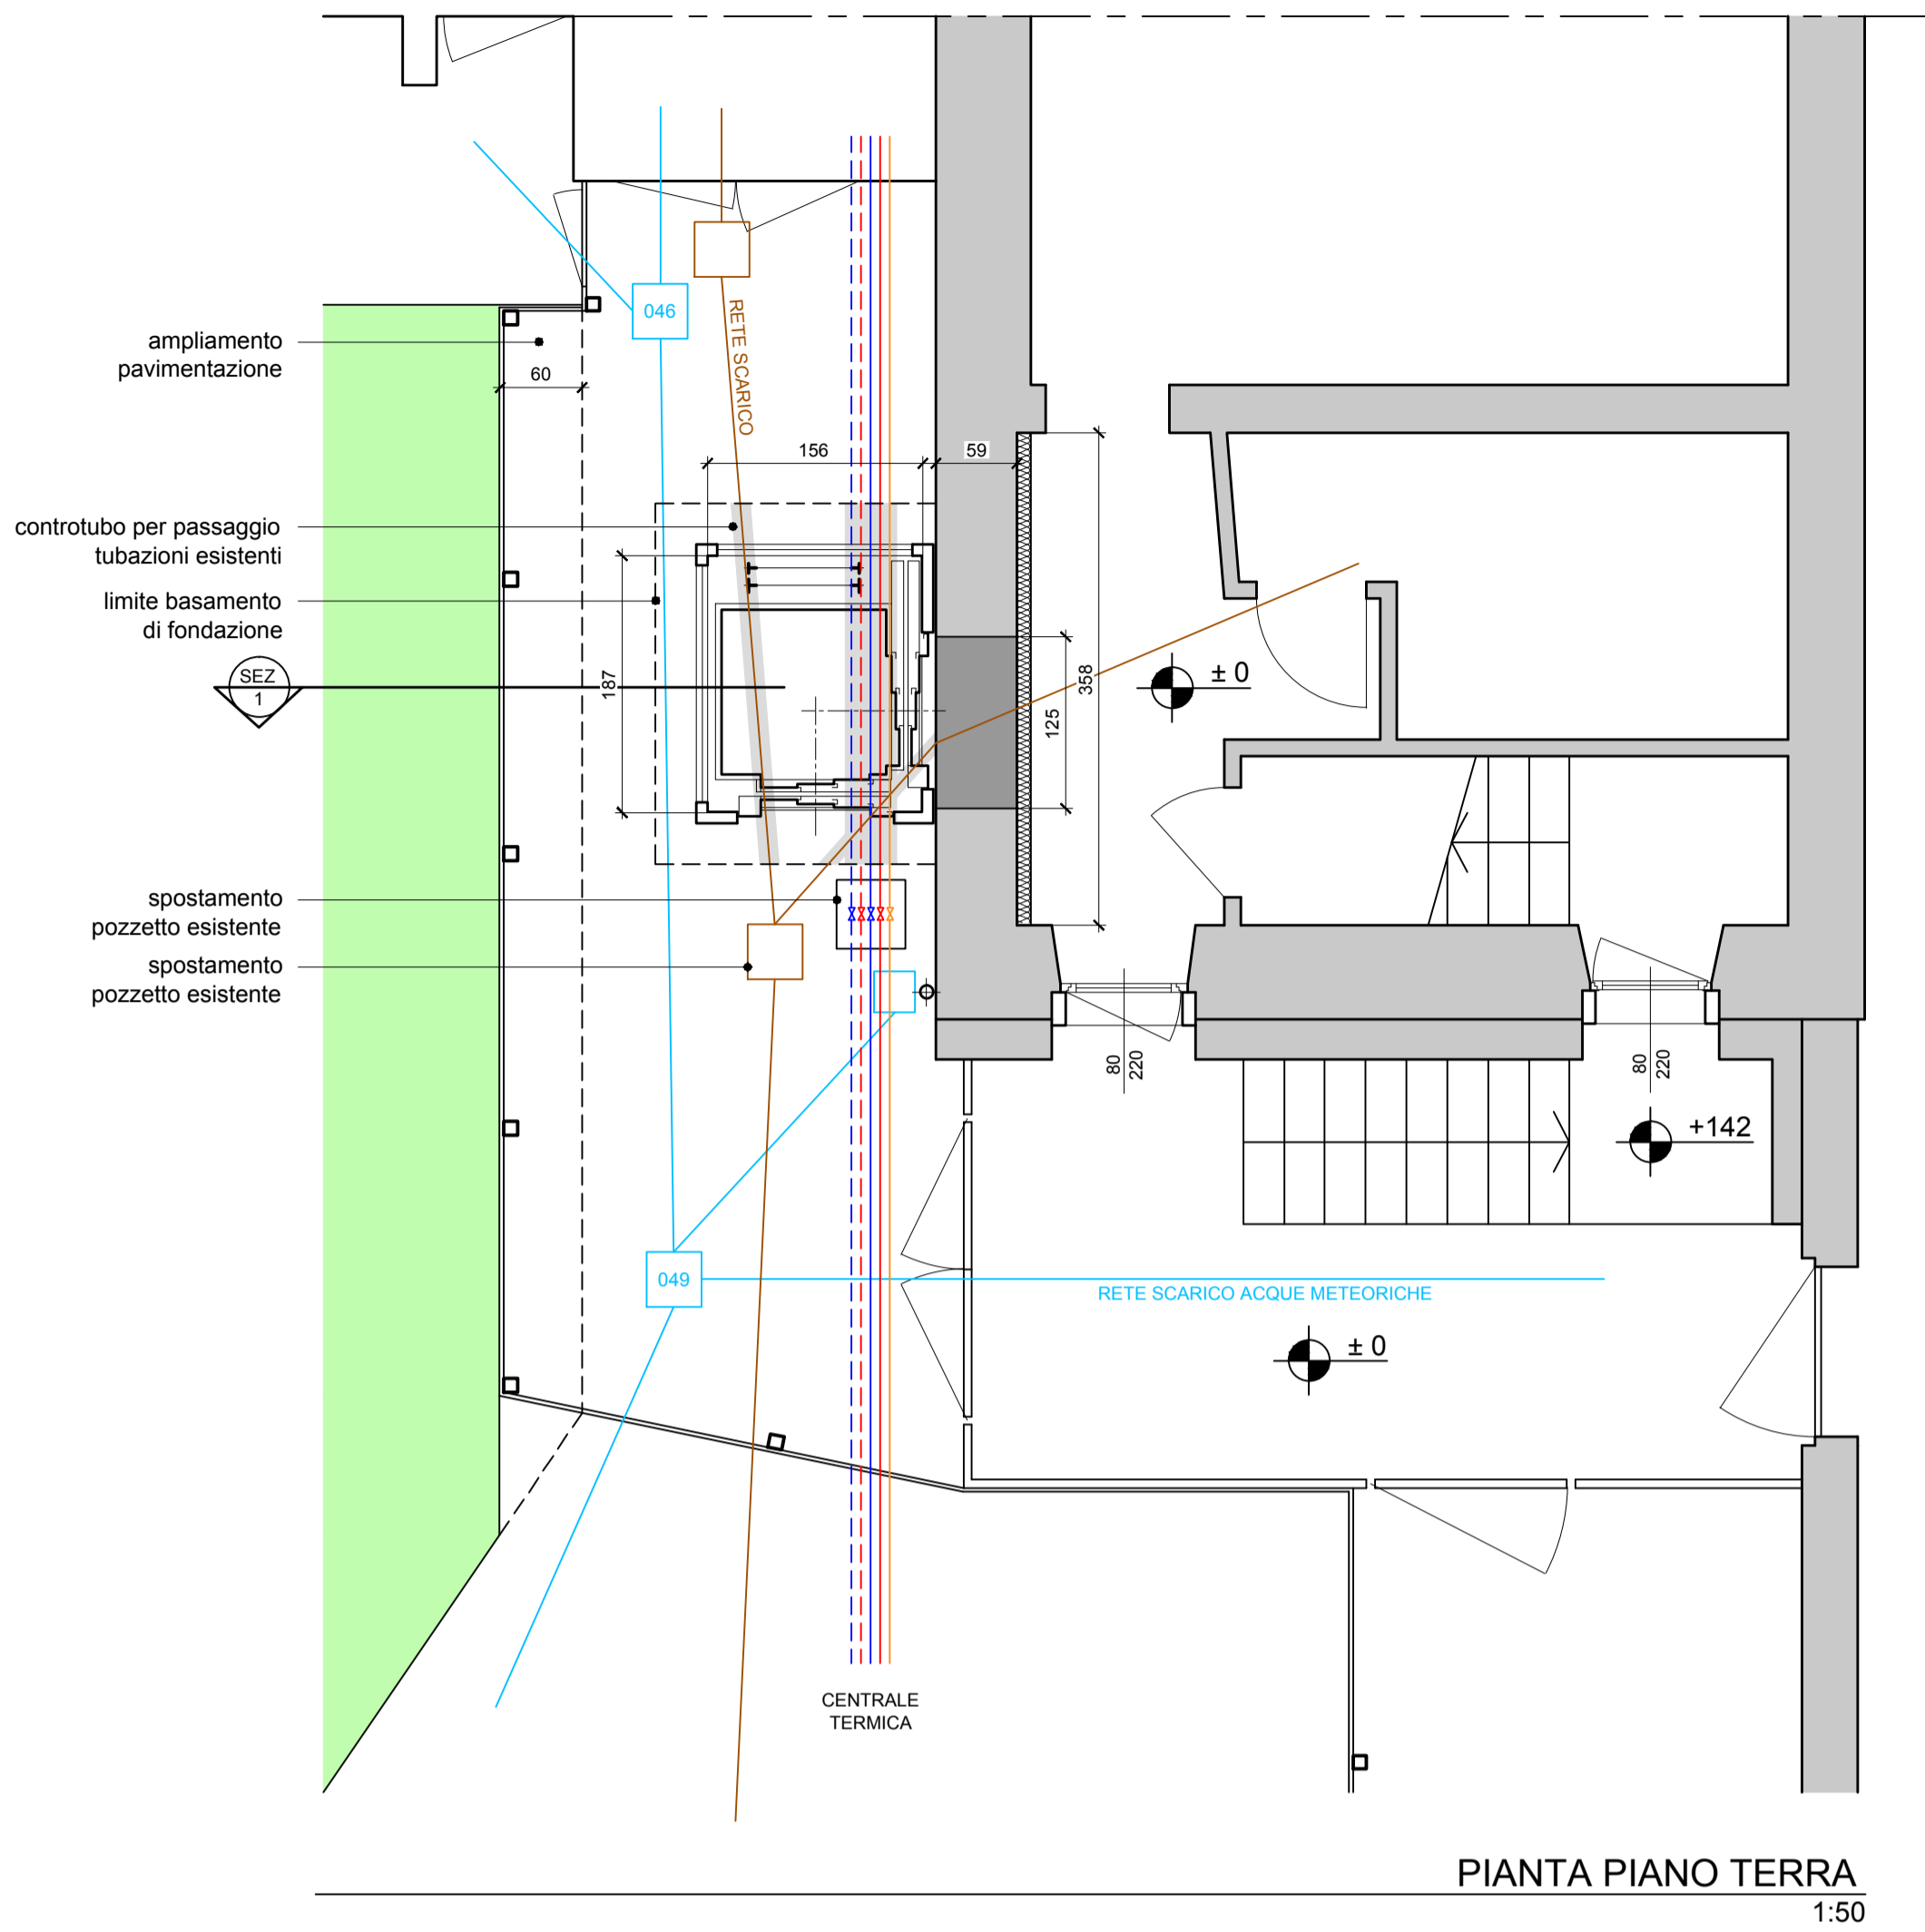 046
RETE SCARICO
ampliamento
pavimentazione
60
156
59
controtubo per passaggio
tubazioni esistenti
limite basamento
di fondazione
SEZ
1
187
358
125
± 0
spostamento
pozzetto esistente
spostamento
pozzetto esistente
80
220
80
220
+142
049
RETE SCARICO ACQUE METEORICHE
± 0
CENTRALE
TERMICA
PIANTA PIANO TERRA
1:50